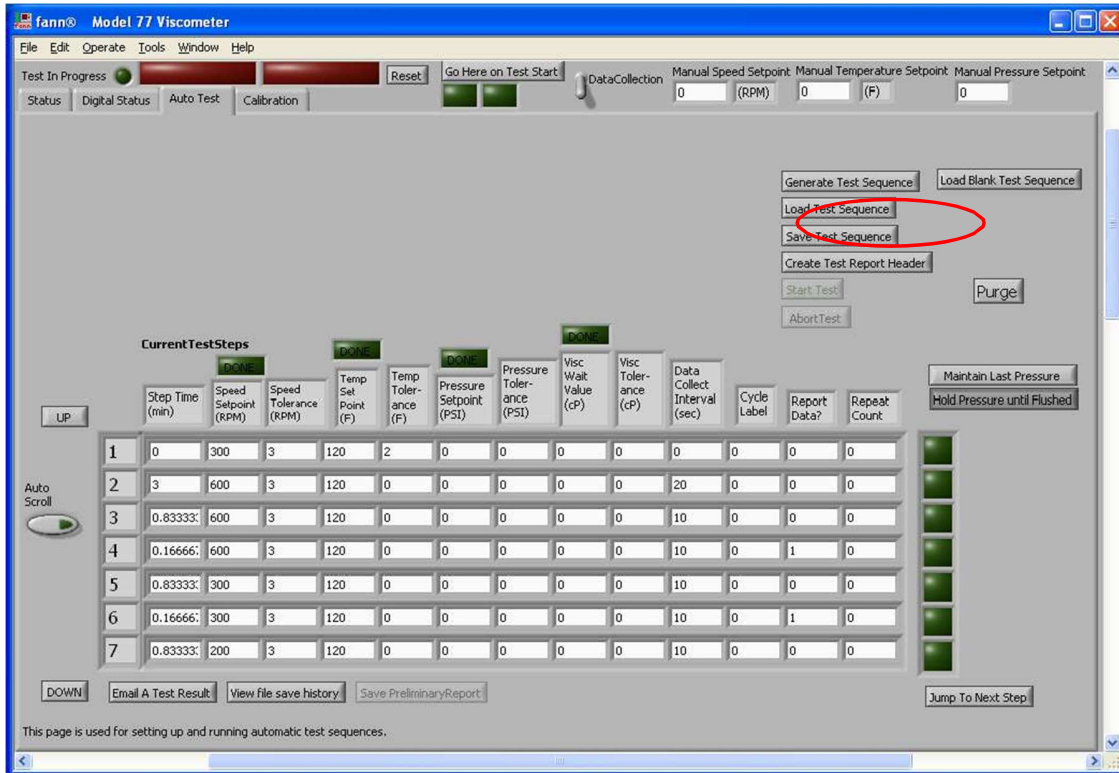 fann® Model 77 Viscometer
File Edit Operate Tools Window Help
Test In Progress Reset Go Here on Test Start DataCollection Manual Speed Setpoint Manual Temperature Setpoint Manual Pressure Setpoint
0 (RPM) 0 (F) 0
Status Digital Status Auto Test Calibration
Generate Test Sequence Load Blank Test Sequence
Load Test Sequence
Save Test Sequence
Create Test Report Header
Start Test Purge
AbortTest
CurrentTestSteps
DONE DONE DONE DONE
Step Time (min) Speed Setpoint (RPM) Speed Tolerance (RPM) Temp Set Point (F) Temp Toler-ance (F) Pressure Setpoint (PSI) Pressure Toler-ance (PSI) Visc Wait Value (cP) Visc Toler-ance (cP) Data Collect Interval (sec) Cycle Label Report Data? Repeat Count
Maintain Last Pressure
UP Hold Pressure until Flushed
1 0 300 3 120 2 0 0 0 0 0 0 0 0
Auto Scroll
2 3 600 3 120 0 0 0 0 0 20 0 0 0
3 0.83333 600 3 120 0 0 0 0 0 10 0 0 0
4 0.16666 600 3 120 0 0 0 0 0 10 0 1 0
5 0.83333 300 3 120 0 0 0 0 0 10 0 0 0
6 0.16666 300 3 120 0 0 0 0 0 10 0 1 0
7 0.83333 200 3 120 0 0 0 0 0 10 0 0 0
DOWN Email A Test Result View file save history Save PreliminaryReport Jump To Next Step
This page is used for setting up and running automatic test sequences.